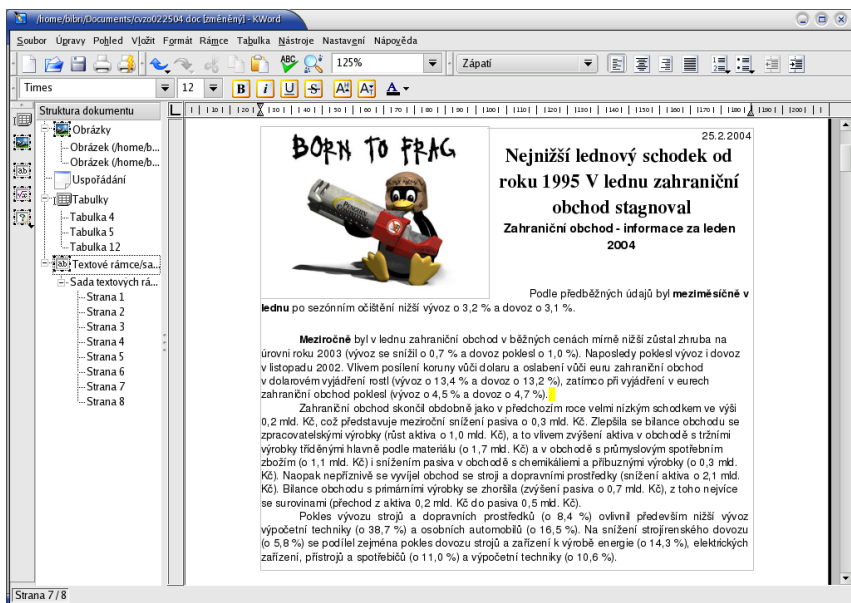 /home/bibri/Documents/cvzo022504.doc [změněný] - KWord
Soubor Úpravy Pohled Vložit Formát Rámce Tabulka Nástroje Nastavení Nápověda
125%
Zápatí
Times
12
Struktura dokumentu
Obrázky
Obrázek (/home/b...
Obrázek (/home/b...
Uspořádání
Tabulky
Tabulka 4
Tabulka 5
Tabulka 12
Textové rámce/sa...
Sada textových rá...
Strana 1
Strana 2
Strana 3
Strana 4
Strana 5
Strana 6
Strana 7
Strana 8
BORN TO FRAG
25.2.2004
Nejnižší lednový schodek od
roku 1995 V lednu zahraniční
obchod stagnoval
Zahraniční obchod - informace za leden
2004
Podle předběžných údajů byl meziměsíčně v
lednu po sezónním očištění nižší vývoz o 3,2 % a dovoz o 3,1 %.
Meziročně byl v lednu zahraniční obchod v běžných cenách mírně nižší zůstal zhruba na
úrovni roku 2003 (vývoz se snížil o 0,7 % a dovoz poklesl o 1,0 %). Naposledy poklesl vývoz i dovoz
v listopadu 2002. Vlivem posílení koruny vůči dolaru a oslabení vůči euru zahraniční obchod
v dolarovém vyjádření rostl (vývoz o 13,4 % a dovoz o 13,2 %), zatímco při vyjádření v eurech
zahraniční obchod poklesl (vývoz o 4,5 % a dovoz o 4,7 %).
Zahraniční obchod skončil obdobně jako v předchozím roce velmi nízkým schodkem ve výši
0,2 mld. Kč, což představuje meziroční snížení pasiva o 0,3 mld. Kč. Zlepšila se bilance obchodu se
zpracovatelskými výrobky (růst aktiva o 1,0 mld. Kč), a to vlivem zvýšení aktiva v obchodě s tržními
výrobky tříděnými hlavně podle materiálu (o 1,7 mld. Kč) a v obchodě s průmyslovým spotřebním
zbožím (o 1,1 mld. Kč) i snížením pasiva v obchodě s chemikáliemi a příbuznými výrobky (o 0,3 mld.
Kč). Naopak nepříznivě se vyvíjel obchod se stroji a dopravními prostředky (snížení aktiva o 2,1 mld.
Kč). Bilance obchodu s primárními výrobky se zhoršila (zvýšení pasiva o 0,7 mld. Kč), z toho nejvíce
se surovinami (přechod z aktiva 0,2 mld. Kč do pasiva 0,5 mld. Kč).
Pokles vývozu strojů a dopravních prostředků (o 8,4 %) ovlivnil především nižší vývoz
výpočetní techniky (o 38,7 %) a osobních automobilů (o 16,5 %). Na snížení strojírenského dovozu
(o 5,8 %) se podílel zejména pokles dovozu strojů a zařízení k výrobě energie (o 14,3 %), elektrických
zařízení, přístrojů a spotřebičů (o 11,0 %) a výpočetní techniky (o 10,6 %).
Strana 7 / 8